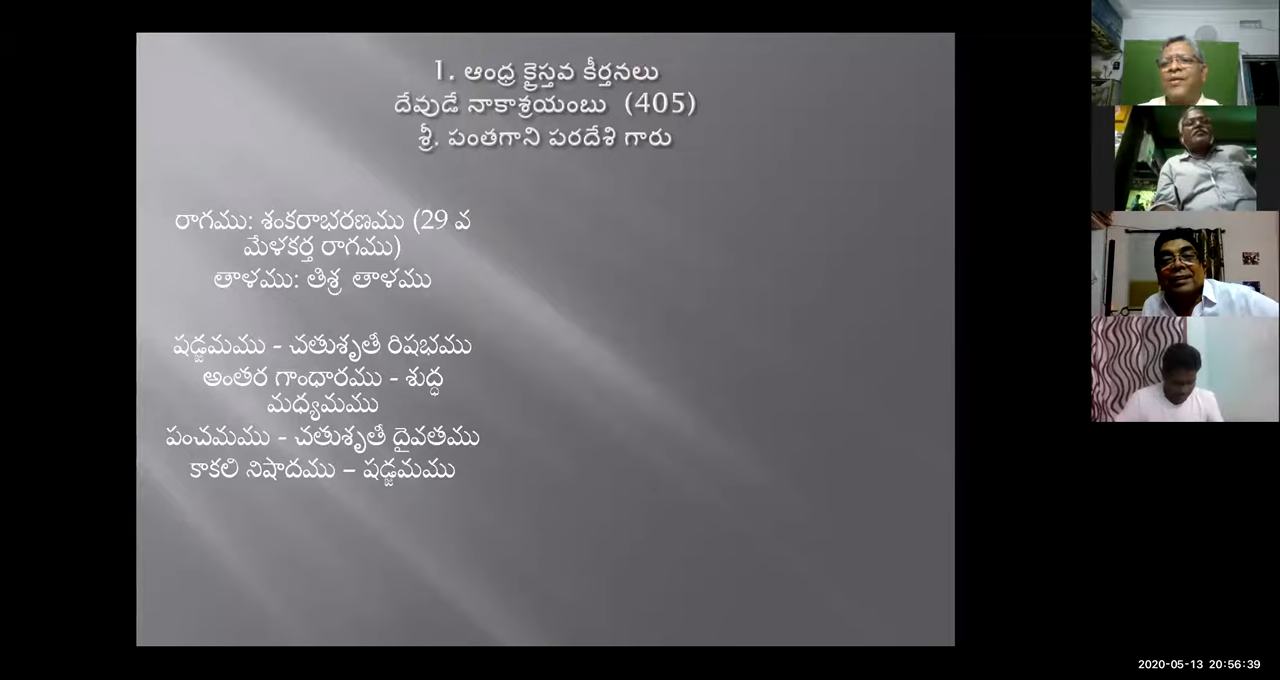 1. ఆంధ్ర క్రైస్తవ కీర్తనలు
దేవుడే నాకాశ్రయంబు (405)
శ్రీ. పంతగాని పరదేశి గారు
రాగము: శంకరాభరణము (29 వ
మేళకర్త రాగము)
తాళము: తిశ్ర తాళము
షడ్జమము - చతుశృతీ రిషభము
అంతర గాంధారము - శుద్ధ
మధ్యమము
పంచమము - చతుశృతీ దైవతము
కాకలి నిషాదము – షడ్జమము
2020-05-13 20:56:39